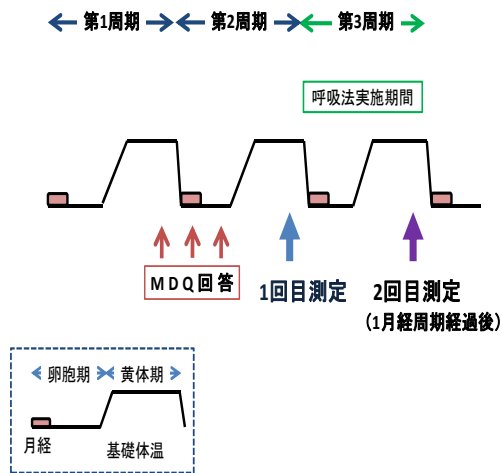 第1周期 第2周期 第3周期
呼吸法実施期間
MDQ回答
1回目測定 2回目測定
（1月経周期経過後）
卵胞期 黄体期
月経 基礎体温